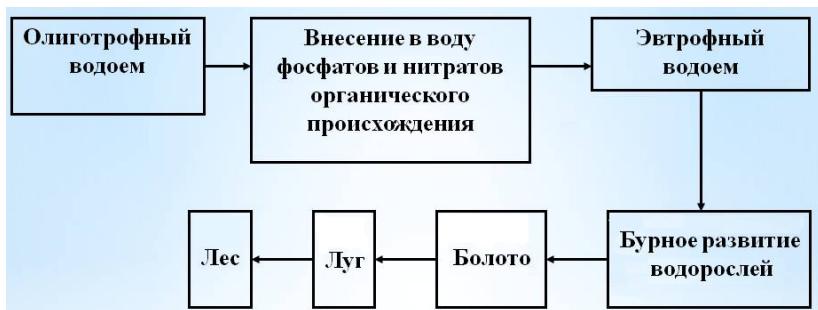 Олиготрофный
водоем
Внесение в воду
фосфатов и нитратов
органического
происхождения
Эвтрофный
водоем
Бурное развитие
водорослей
Болото
Луг
Лес